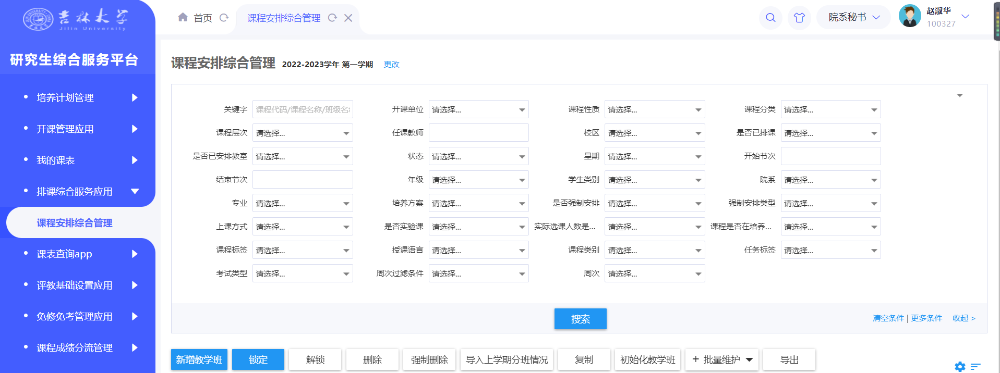 吉林大学
Jilin University
研究生综合服务平台
培养计划管理
开课管理应用
我的课表
排课综合服务应用
课程安排综合管理
课表查询app
评教基础设置应用
免修免考管理应用
课程成绩分流管理
首页 课程安排综合管理
院系秘书
赵淑华
100327
课程安排综合管理 2022-2023学年 第一学期 更改
关键字 课程代码/课程名称/班级名 开课单位 请选择... 课程性质 请选择... 课程分类 请选择...
课程层次 请选择... 任课教师 校区 请选择... 是否已排课 请选择...
是否已安排教室 请选择... 状态 请选择... 星期 请选择... 开始节次
结束节次 年级 请选择... 学生类别 请选择... 院系 请选择...
专业 请选择... 培养方案 请选择... 是否强制安排 请选择... 强制安排类型 请选择...
上课方式 请选择... 是否实验课 请选择... 实际选课人数是... 请选择... 课程是否在培养... 请选择...
课程标签 请选择... 授课语言 请选择... 课程类别 请选择... 任务标签 请选择...
考试类型 请选择... 周次过滤条件 请选择... 周次 请选择...
搜索 清空条件 | 更多条件 收起 >
新增教学班 锁定 解锁 删除 强制删除 导入上学期分班情况 复制 初始化教学班 + 批量维护 导出